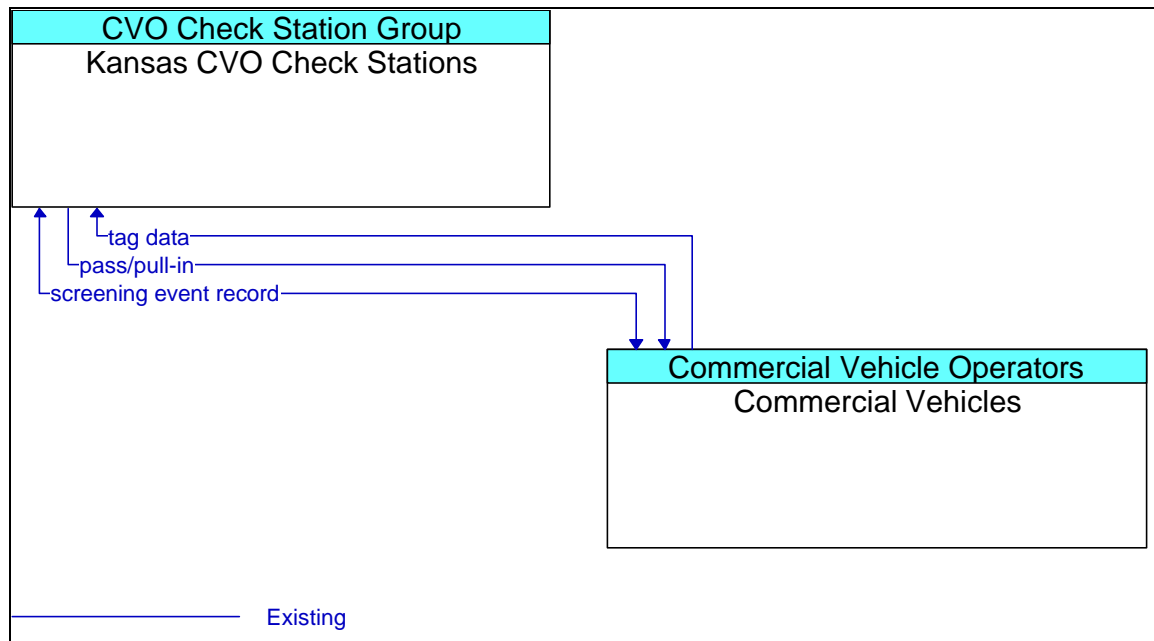 CVO Check Station Group
Kansas CVO Check Stations
tag data
pass/pull-in
screening event record
Commercial Vehicle Operators
Commercial Vehicles
Existing